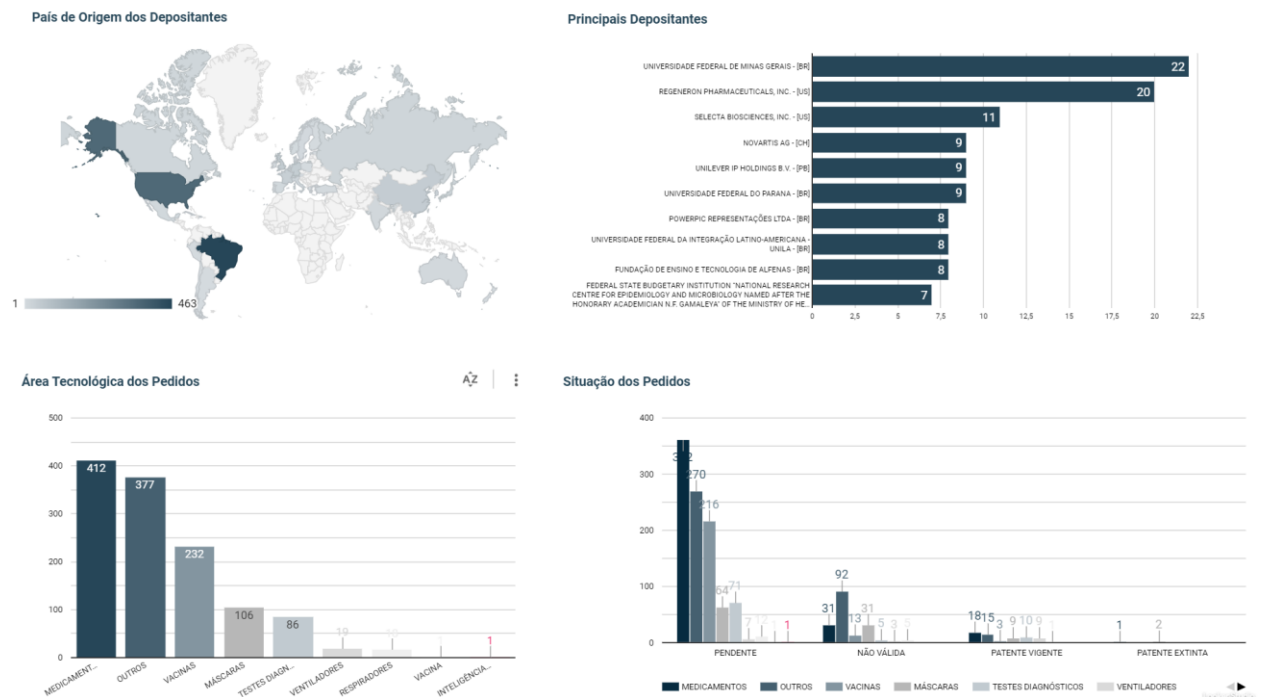 País de Origem dos Depositantes
1
463
Principais Depositantes
UNIVERSIDADE FEDERAL DE MINAS GERAIS - [BR]
22
REGENERON PHARMACEUTICALS, INC. - [US]
20
SELECTA BIOSCIENCES, INC. - [US]
11
NOVARTIS AG - [CH]
9
UNILEVER IP HOLDINGS B.V. - [PB]
9
UNIVERSIDADE FEDERAL DO PARANA - [BR]
9
POWERPIC REPRESENTAÇÕES LTDA - [BR]
8
UNIVERSIDADE FEDERAL DA INTEGRAÇÃO LATINO-AMERICANA -
UNILA - [BR]
8
FUNDAÇÃO DE ENSINO E TECNOLOGIA DE ALFENAS - [BR]
8
FEDERAL STATE BUDGETARY INSTITUTION "NATIONAL RESEARCH
CENTRE FOR EPIDEMIOLOGY AND MICROBIOLOGY NAMED AFTER THE
HONORARY ACADEMICIAN N.F. GAMALEYA" OF THE MINISTRY OF HE...
7
0 2,5 5 7,5 10 12,5 15 17,5 20 22,5
Área Tecnológica dos Pedidos
AZ
500
400
300
200
100
0
412
377
232
106
86
19
1
MEDICAMENT...
OUTROS
VACINAS
MÁSCARAS
TESTES DIAGN...
VENTILADORES
RESPIRADORES
VACINA
INTELIGÊNCIA...
Situação dos Pedidos
400
300
200
100
0
270
216
64
71
7
12
1
1
31
92
13
31
5
3
5
18
15
3
9
10
9
1
1
2
PENDENTE
NÃO VÁLIDA
PATENTE VIGENTE
PATENTE EXTINTA
MEDICAMENTOS
OUTROS
VACINAS
MÁSCARAS
TESTES DIAGNÓSTICOS
VENTILADORES